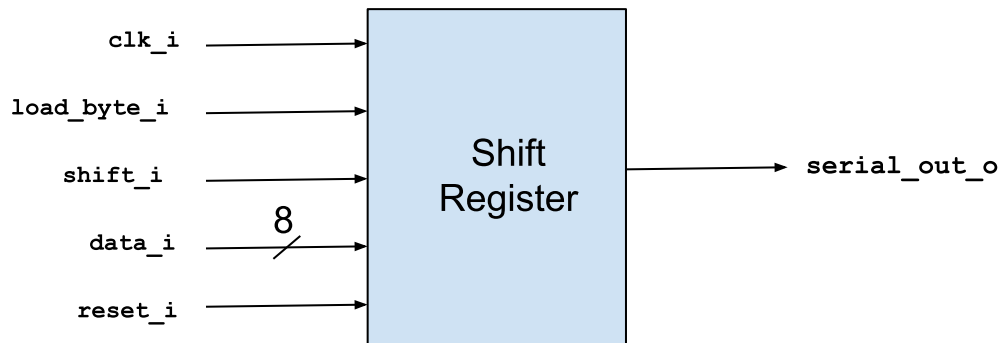 clk_i
load_byte_i
shift_i
8
data_i
reset_i
Shift
Register
serial_out_o